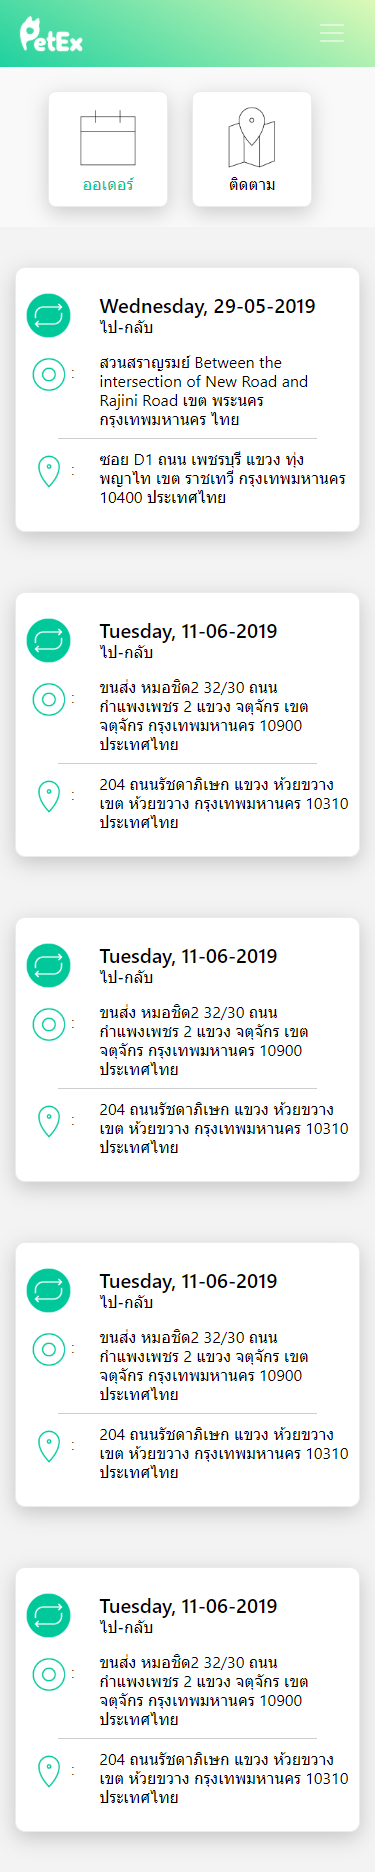 PetEx
ออเดอร์
ติดตาม
Wednesday, 29-05-2019
ไป-กลับ
: สวนสราญรมย์ Between the
intersection of New Road and
Rajini Road เขต พระนคร
กรุงเทพมหานคร ไทย
: ซอย D1 ถนน เพชรบุรี แขวง ทุ่ง
พญาไท เขต ราชเทวี กรุงเทพมหานคร
10400 ประเทศไทย
Tuesday, 11-06-2019
ไป-กลับ
: ขนส่ง หมอชิต2 32/30 ถนน
กำแพงเพชร 2 แขวง จตุจักร เขต
จตุจักร กรุงเทพมหานคร 10900
ประเทศไทย
: 204 ถนนรัชดาภิเษก แขวง ห้วยขวาง
เขต ห้วยขวาง กรุงเทพมหานคร 10310
ประเทศไทย
Tuesday, 11-06-2019
ไป-กลับ
: ขนส่ง หมอชิต2 32/30 ถนน
กำแพงเพชร 2 แขวง จตุจักร เขต
จตุจักร กรุงเทพมหานคร 10900
ประเทศไทย
: 204 ถนนรัชดาภิเษก แขวง ห้วยขวาง
เขต ห้วยขวาง กรุงเทพมหานคร 10310
ประเทศไทย
Tuesday, 11-06-2019
ไป-กลับ
: ขนส่ง หมอชิต2 32/30 ถนน
กำแพงเพชร 2 แขวง จตุจักร เขต
จตุจักร กรุงเทพมหานคร 10900
ประเทศไทย
: 204 ถนนรัชดาภิเษก แขวง ห้วยขวาง
เขต ห้วยขวาง กรุงเทพมหานคร 10310
ประเทศไทย
Tuesday, 11-06-2019
ไป-กลับ
: ขนส่ง หมอชิต2 32/30 ถนน
กำแพงเพชร 2 แขวง จตุจักร เขต
จตุจักร กรุงเทพมหานคร 10900
ประเทศไทย
: 204 ถนนรัชดาภิเษก แขวง ห้วยขวาง
เขต ห้วยขวาง กรุงเทพมหานคร 10310
ประเทศไทย